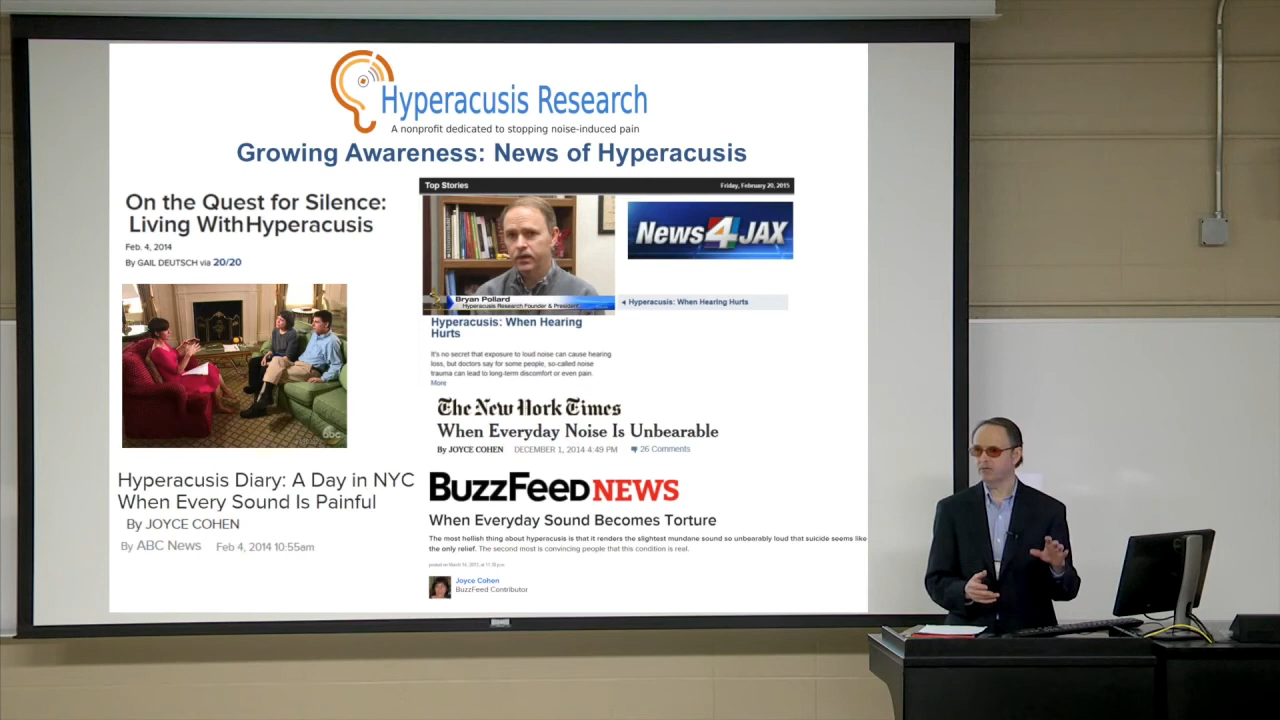 Hyperacusis Research
A nonprofit dedicated to stopping noise-induced pain
Growing Awareness: News of Hyperacusis
On the Quest for Silence:
Living WithHyperacusis
Feb. 4, 2014
By GAIL DEUTSCH via 20/20
abc
Hyperacusis Diary: A Day in NYC
When Every Sound Is Painful
By JOYCE COHEN
By ABC News Feb 4, 2014 10:55am
Top Stories Friday, February 20, 2015
News4JAX
Bryan Pollard
Hyperacusis Research Founder & President
Hyperacusis: When Hearing Hurts
Hyperacusis: When Hearing
Hurts
It's no secret that exposure to loud noise can cause hearing
loss, but doctors say for some people, so-called noise
trauma can lead to long-term discomfort or even pain.
More
The New York Times
When Everyday Noise Is Unbearable
By JOYCE COHEN DECEMBER 1, 2014 4:49 PM 26 Comments
BuzzFeed NEWS
When Everyday Sound Becomes Torture
The most hellish thing about hyperacusis is that it renders the slightest mundane sound so unbearably loud that suicide seems like
the only relief. The second most is convincing people that this condition is real.
Joyce Cohen
BuzzFeed Contributor